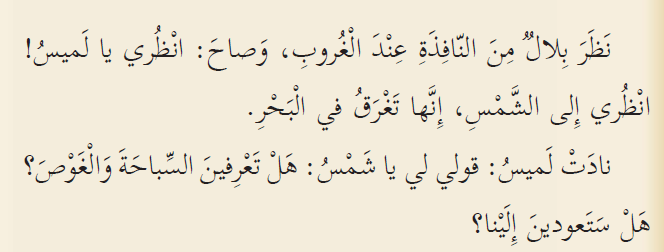 نَظَرَ بِلالٌ مِنَ النّافِذَةِ عِنْدَ الْغُروبِ، وَصاحَ: انْظُري يا لَميسُ!
انْظُري إِلى الشَّمْسِ، إِنَّها تَغْرَقُ في الْبَحْرِ.
نادَتْ لَميسُ: قولي لي يا شَمْسُ: هَلْ تَعْرِفينَ السِّباحَةَ وَالْغَوْصَ؟
هَلْ سَتَعودينَ إِلَيْنا؟